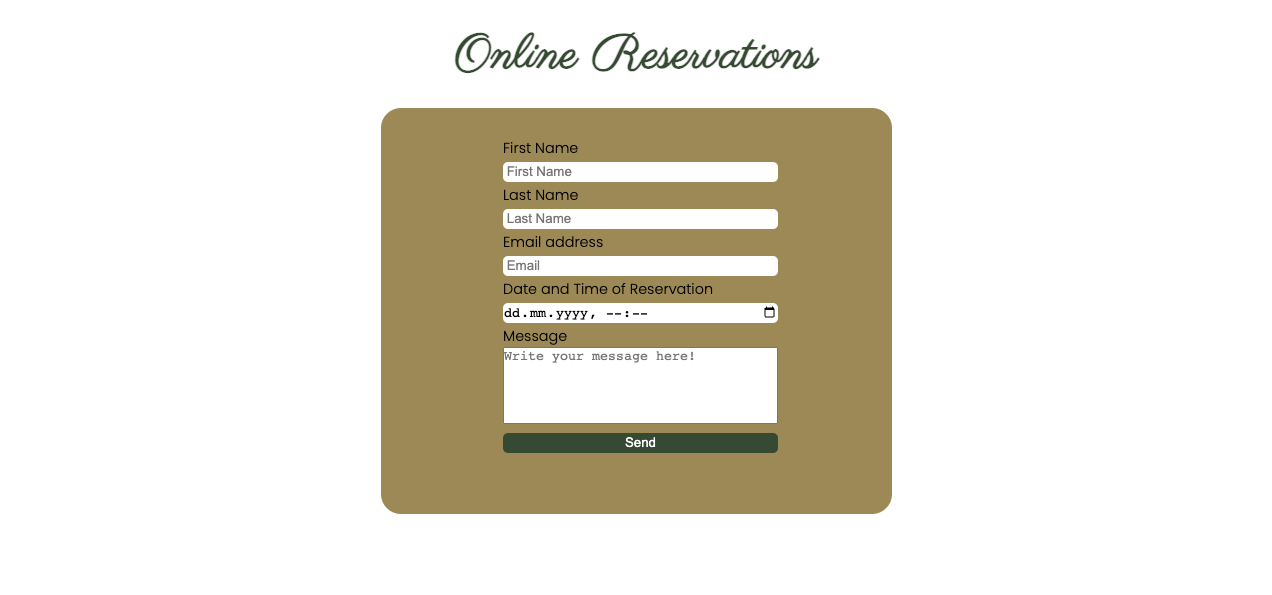 Online Reservations
First Name
First Name
Last Name
Last Name
Email address
Email
Date and Time of Reservation
dd.mm.yyyy, --:--
Message
Write your message here!
Send